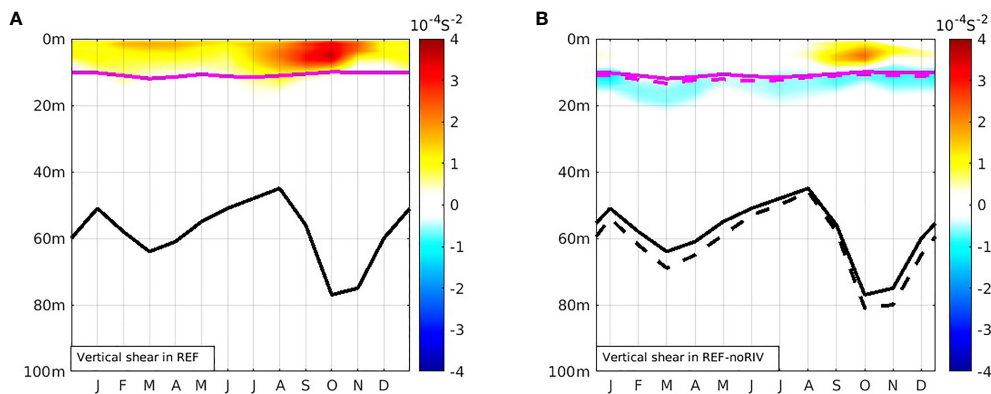 A
B
10-4S-2
10-4S-2
0m
20m
40m
60m
80m
100m
Vertical shear in REF
J F M A M J J A S O N D
4
3
2
1
0
-1
-2
-3
-4
0m
20m
40m
60m
80m
100m
Vertical shear in REF-noRIV
J F M A M J J A S O N D
4
3
2
1
0
-1
-2
-3
-4